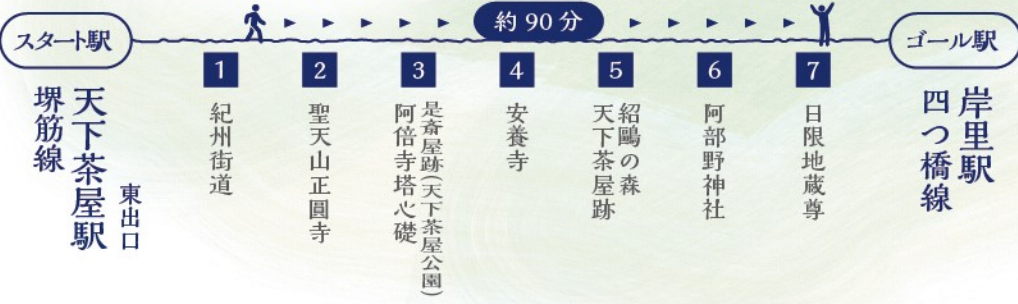 約90分
スタート駅
ゴール駅
堺筋線
天下茶屋駅
東出口
1
紀州街道
2
聖天山正圓寺
3
是斎屋跡(天下茶屋公園)
阿倍寺塔心礎
4
安養寺
5
紹鷗の森
天下茶屋跡
6
阿部野神社
7
日限地蔵尊
岸里駅
四つ橋線